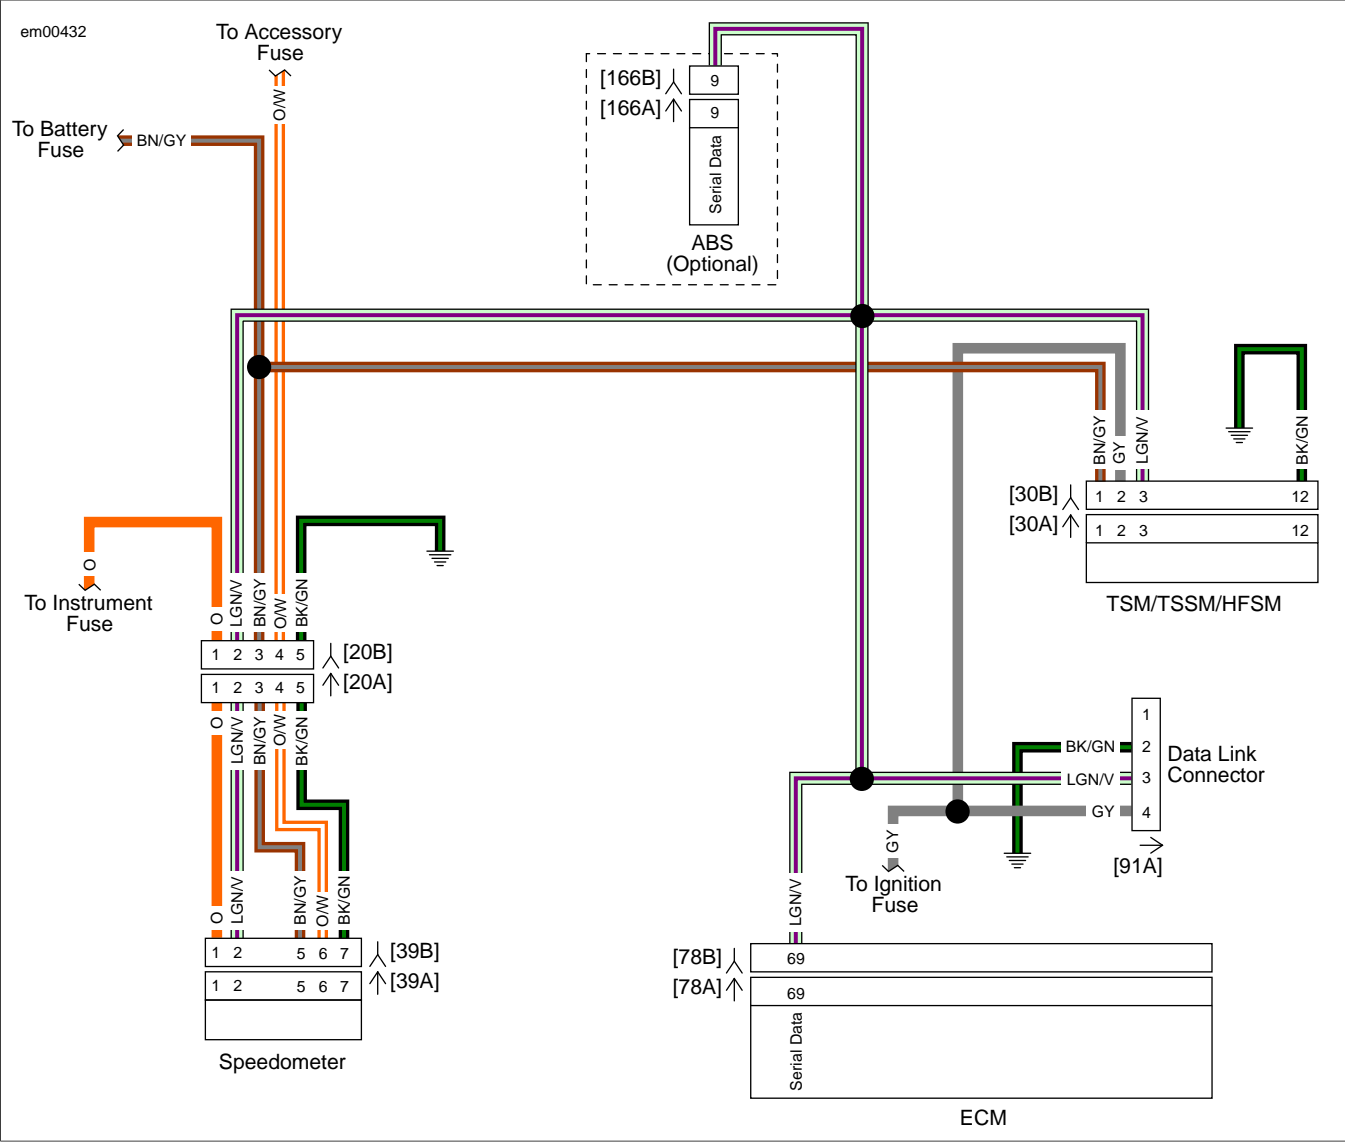 em00432
To Accessory
Fuse
O/W
To Battery
Fuse
BN/GY
[166B]
9
[166A]
9
Serial Data
ABS
(Optional)
BN/GY
GY
LGN/V
BK/GN
[30B]
1 2 3 12
[30A]
1 2 3 12
TSM/TSSM/HFSM
O
To Instrument
Fuse
O
LGN/V
BN/GY
O/W
BK/GN
1 2 3 4 5
[20B]
1 2 3 4 5
[20A]
O
LGN/V
BN/GY
O/W
BK/GN
O
LGN/V
BN/GY
O/W
BK/GN
1 2 5 6 7
[39B]
1 2 5 6 7
[39A]
Speedometer
1
BK/GN
2
LGN/V
3
GY
4
Data Link
Connector
[91A]
GY
To Ignition
Fuse
LGN/V
[78B]
69
[78A]
69
Serial Data
ECM